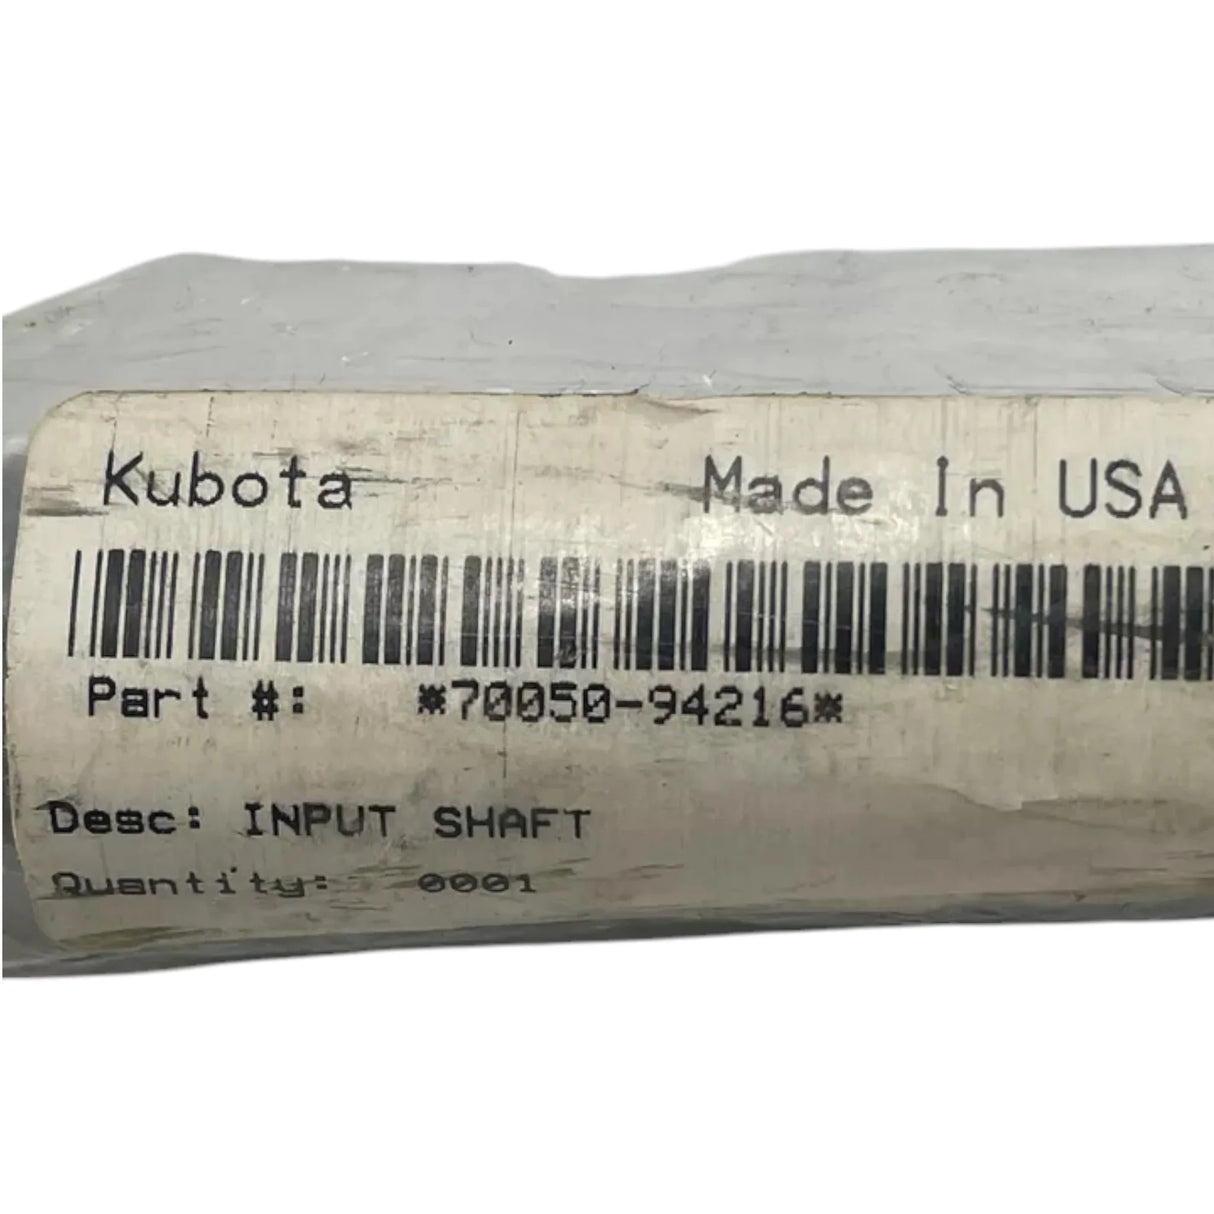 Kubota Made In USA
Part #: *70050-94216*
Desc: INPUT SHAFT
Quantity: 0001